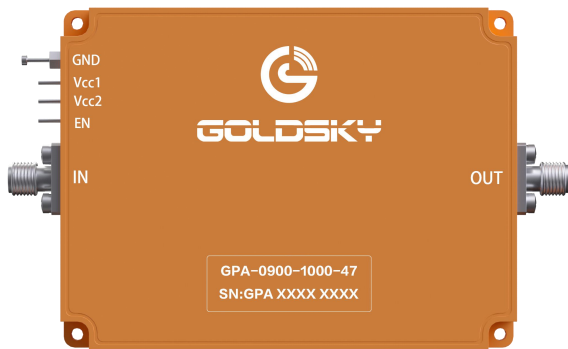 GND
Vcc1
Vcc2
EN
GOLDSKY
IN
OUT
GPA-0900-1000-47
SN:GPA XXXX XXXX